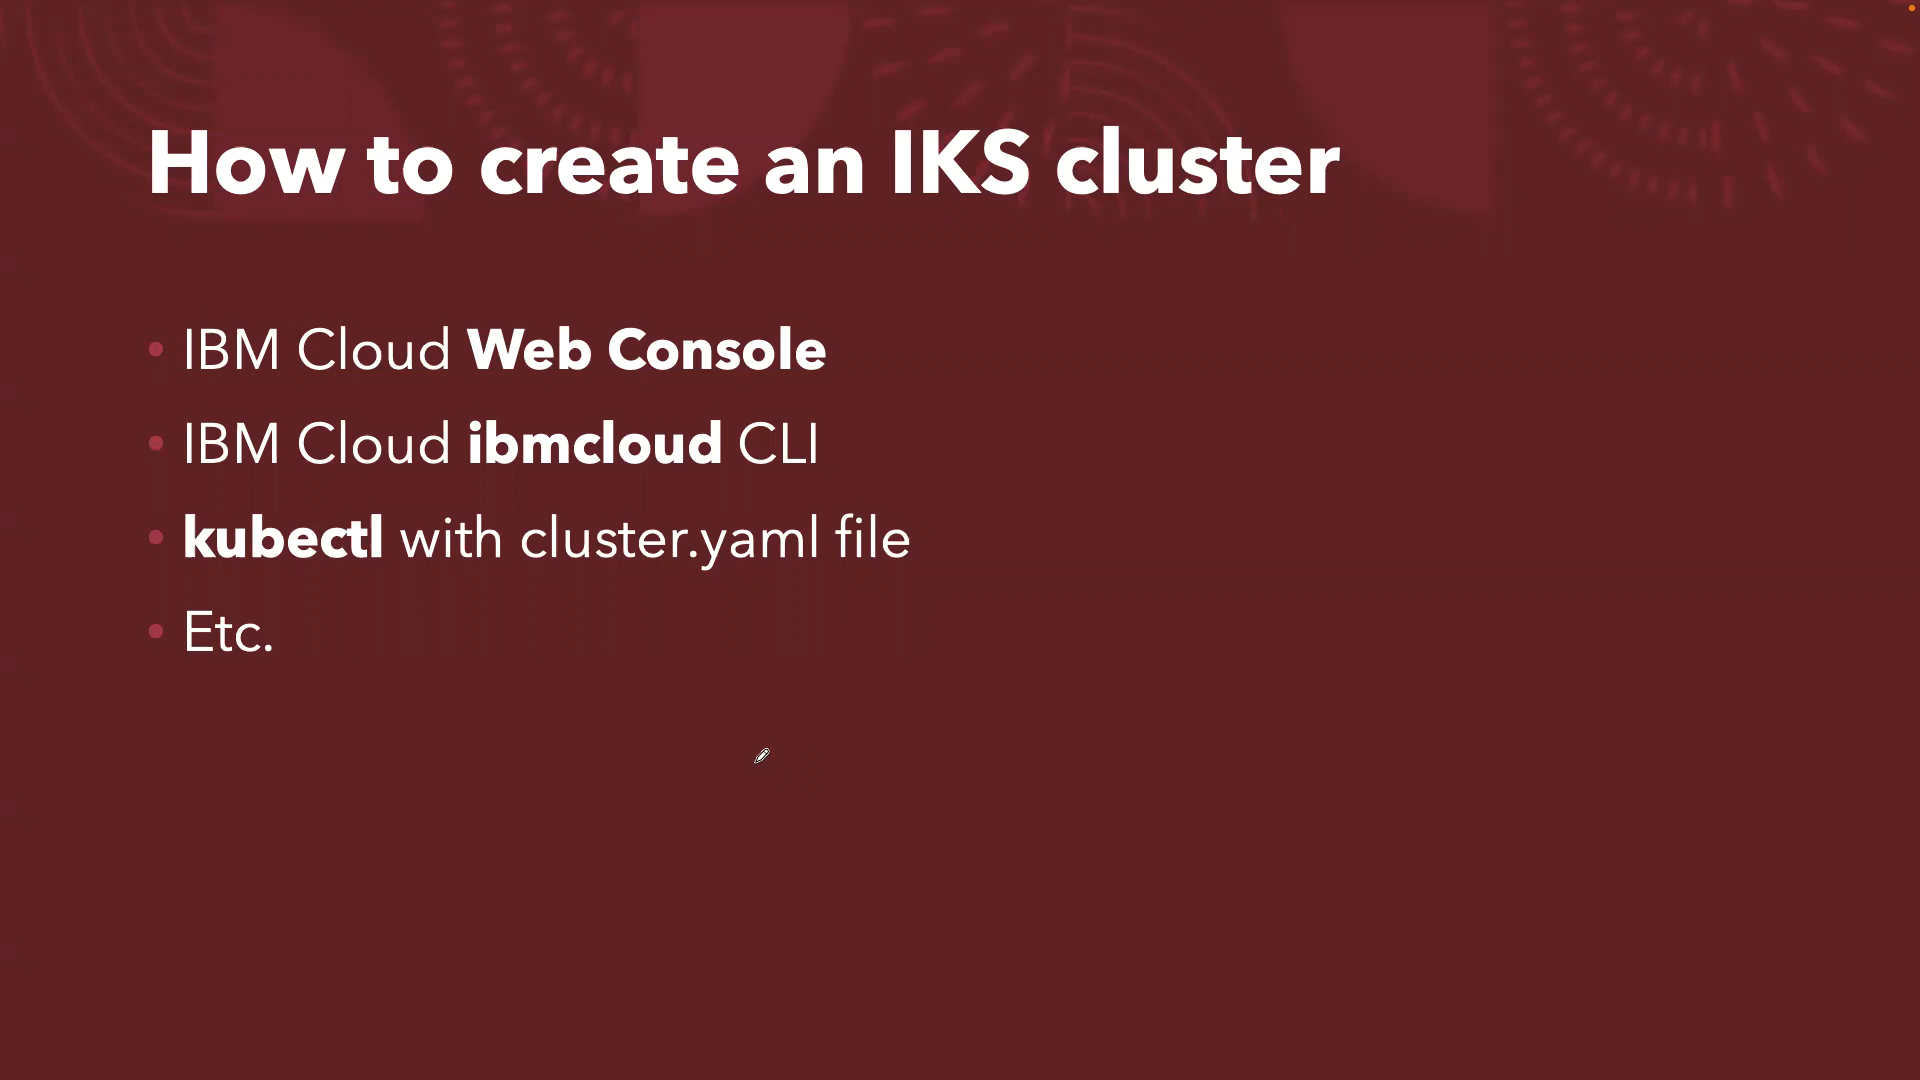 How to create an IKS cluster
• IBM Cloud Web Console
• IBM Cloud ibmcloud CLI
• kubectl with cluster.yaml file
• Etc.